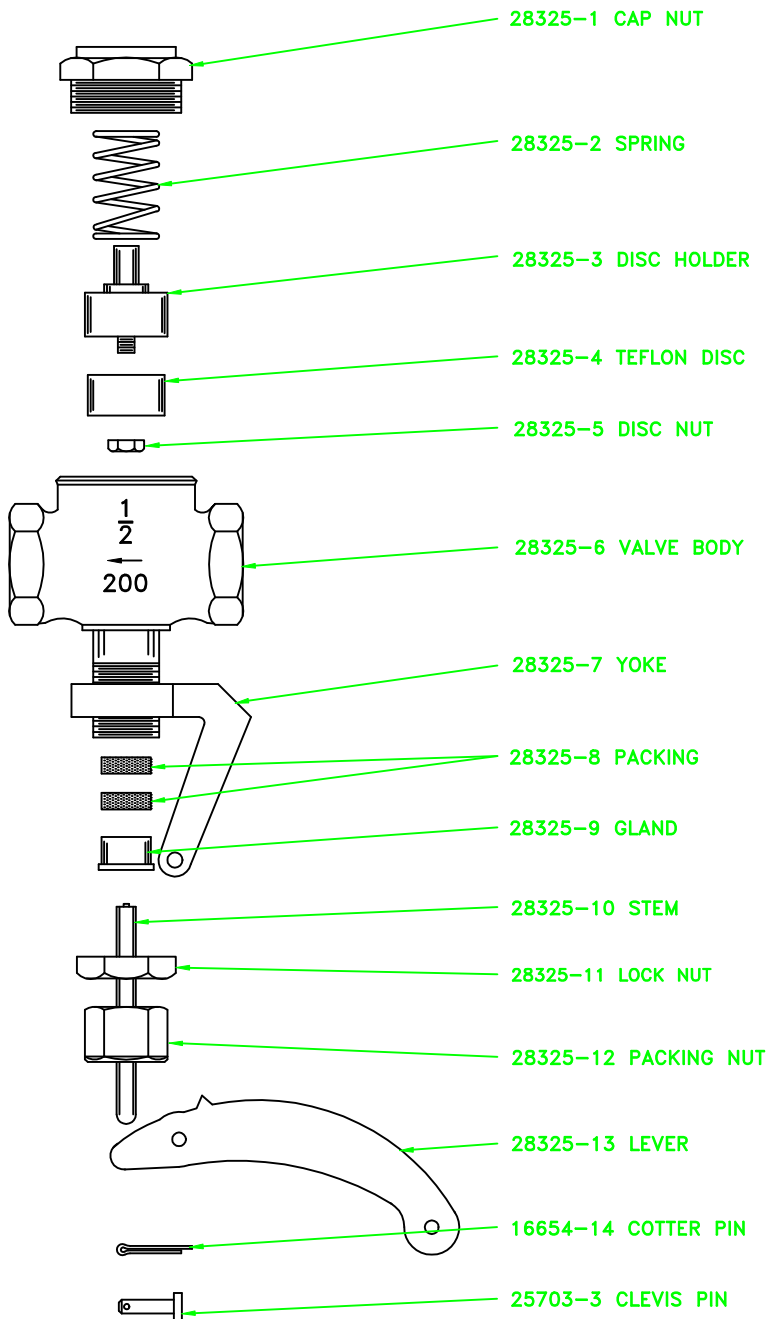 28325-1 CAP NUT
28325-2 SPRING
28325-3 DISC HOLDER
28325-4 TEFLON DISC
28325-5 DISC NUT
1
2
200
28325-6 VALVE BODY
28325-7 YOKE
28325-8 PACKING
28325-9 GLAND
28325-10 STEM
28325-11 LOCK NUT
28325-12 PACKING NUT
28325-13 LEVER
16654-14 COTTER PIN
25703-3 CLEVIS PIN